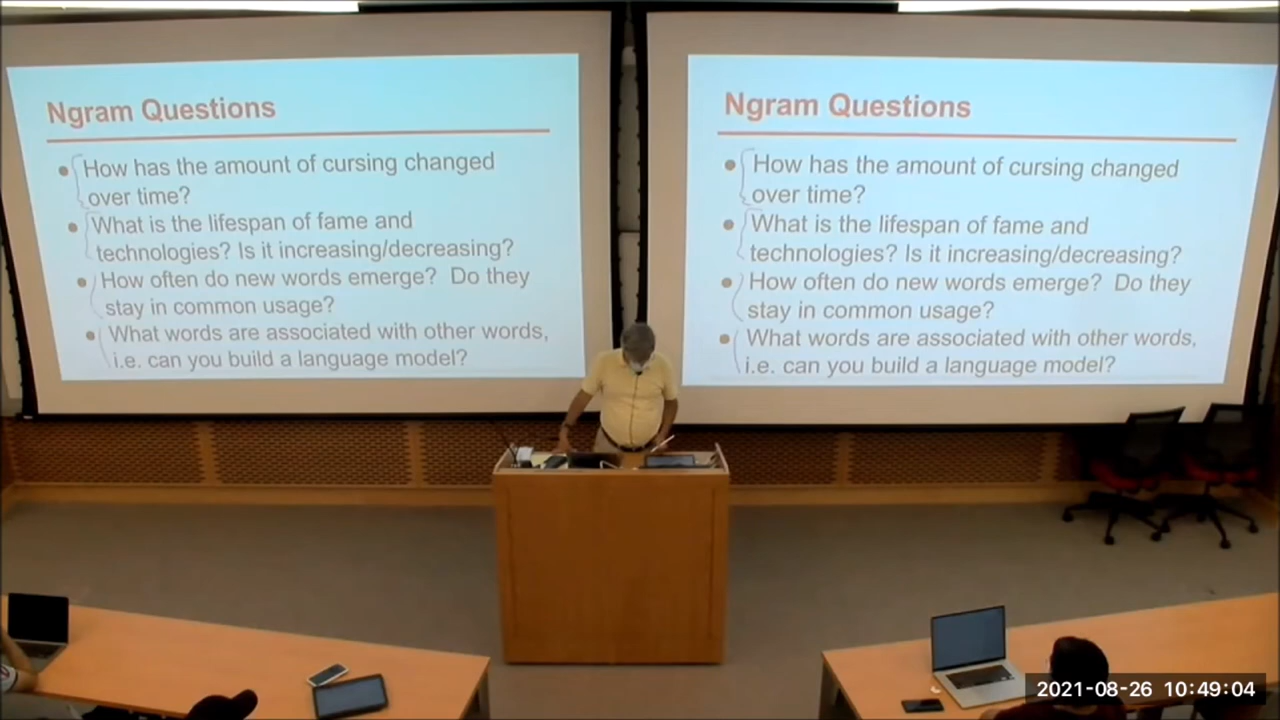 Ngram Questions
How has the amount of cursing changed
over time?
What is the lifespan of fame and
technologies? Is it increasing/decreasing?
How often do new words emerge? Do they
stay in common usage?
What words are associated with other words,
i.e. can you build a language model?
Ngram Questions
How has the amount of cursing changed
over time?
What is the lifespan of fame and
technologies? Is it increasing/decreasing?
How often do new words emerge? Do they
stay in common usage?
What words are associated with other words,
i.e. can you build a language model?
2021-08-26 10:49:04